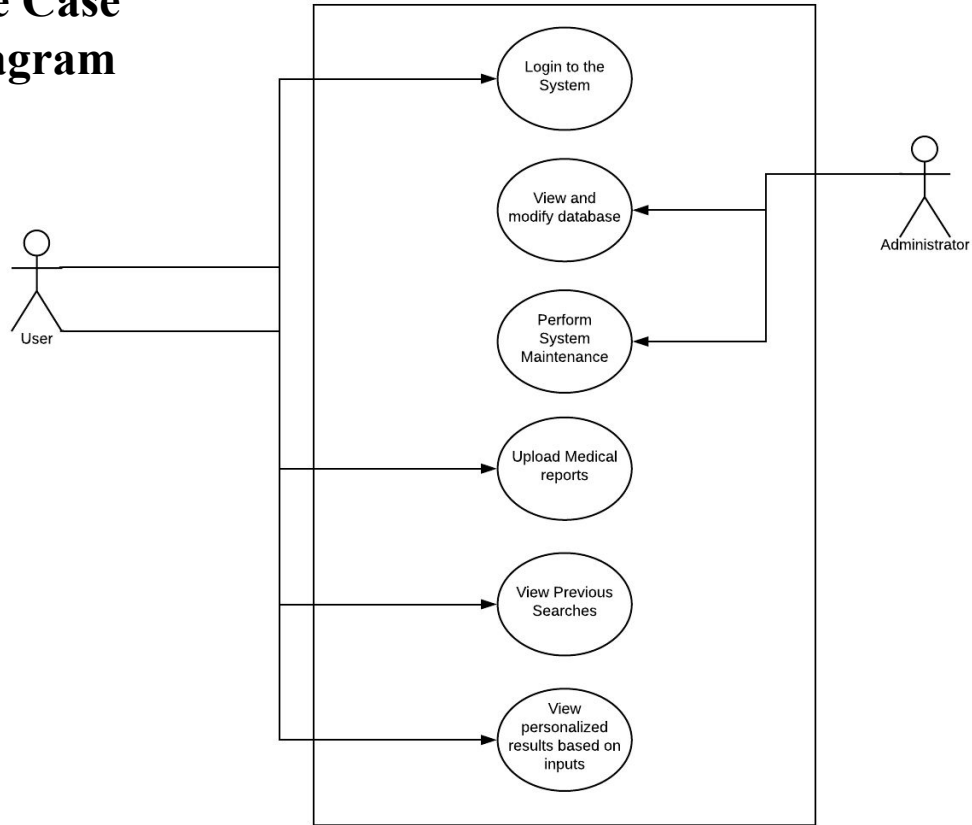 e Case
agram
Login to the
System
View and
modify database
Administrator
User
Perform
System
Maintenance
Upload Medical
reports
View Previous
Searches
View
personalized
results based on
inputs